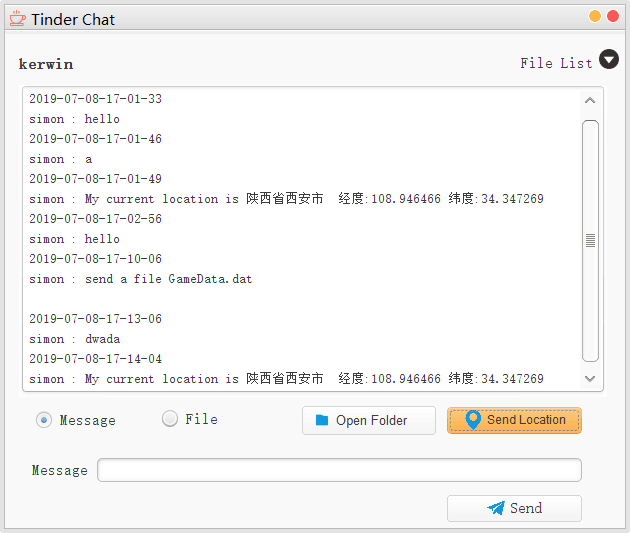 Tinder Chat
kerwin
File List
2019-07-08-17-01-33
simon : hello
2019-07-08-17-01-46
simon : a
2019-07-08-17-01-49
simon : My current location is 陕西省西安市 经度:108.946466 纬度:34.347269
2019-07-08-17-02-56
simon : hello
2019-07-08-17-10-06
simon : send a file GameData.dat
2019-07-08-17-13-06
simon : dwada
2019-07-08-17-14-04
simon : My current location is 陕西省西安市 经度:108.946466 纬度:34.347269
Message
File
Open Folder
Send Location
Message
Send